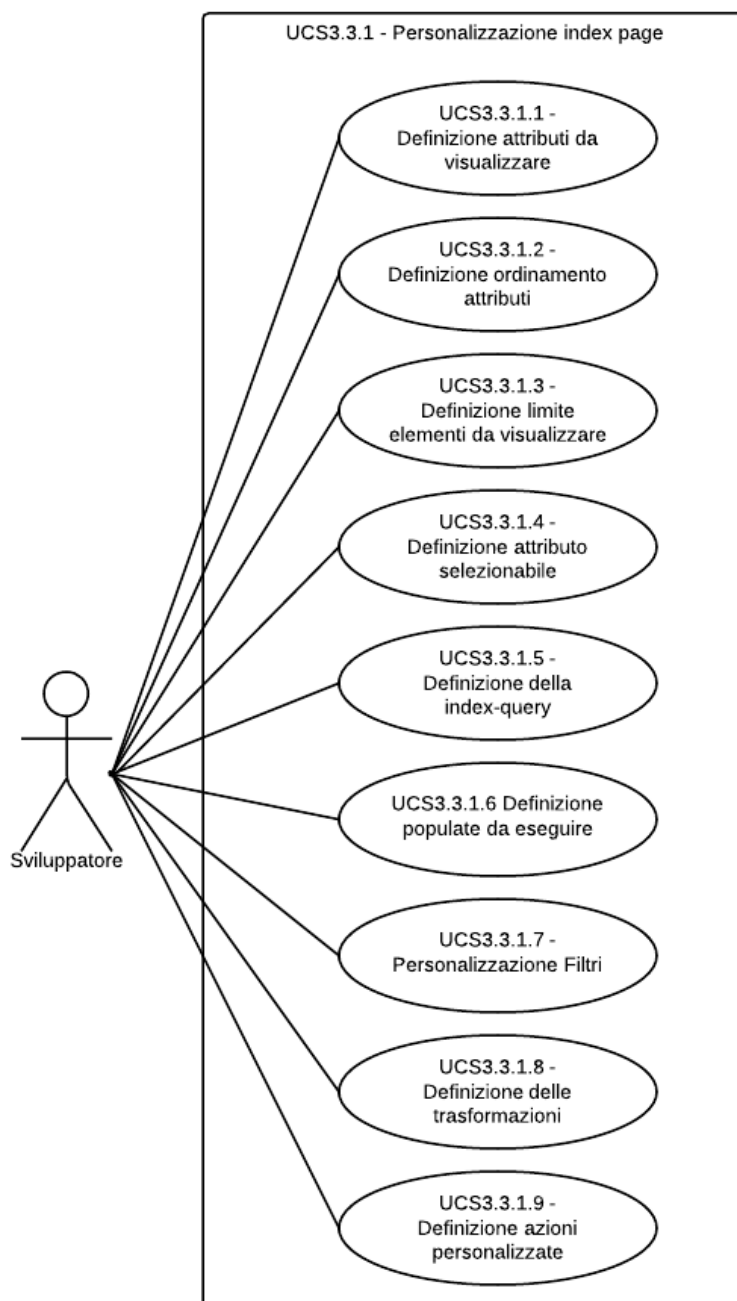 UCS3.3.1 - Personalizzazione index page
UCS3.3.1.1 -
Definizione attributi da
visualizzare
UCS3.3.1.2 -
Definizione ordinamento
attributi
UCS3.3.1.3 -
Definizione limite
elementi da visualizzare
UCS3.3.1.4 -
Definizione attributo
selezionabile
UCS3.3.1.5 -
Definizione della
index-query
UCS3.3.1.6 Definizione
populate da eseguire
Sviluppatore
UCS3.3.1.7 -
Personalizzazione Filtri
UCS3.3.1.8 -
Definizione delle
trasformazioni
UCS3.3.1.9 -
Definizione azioni
personalizzate